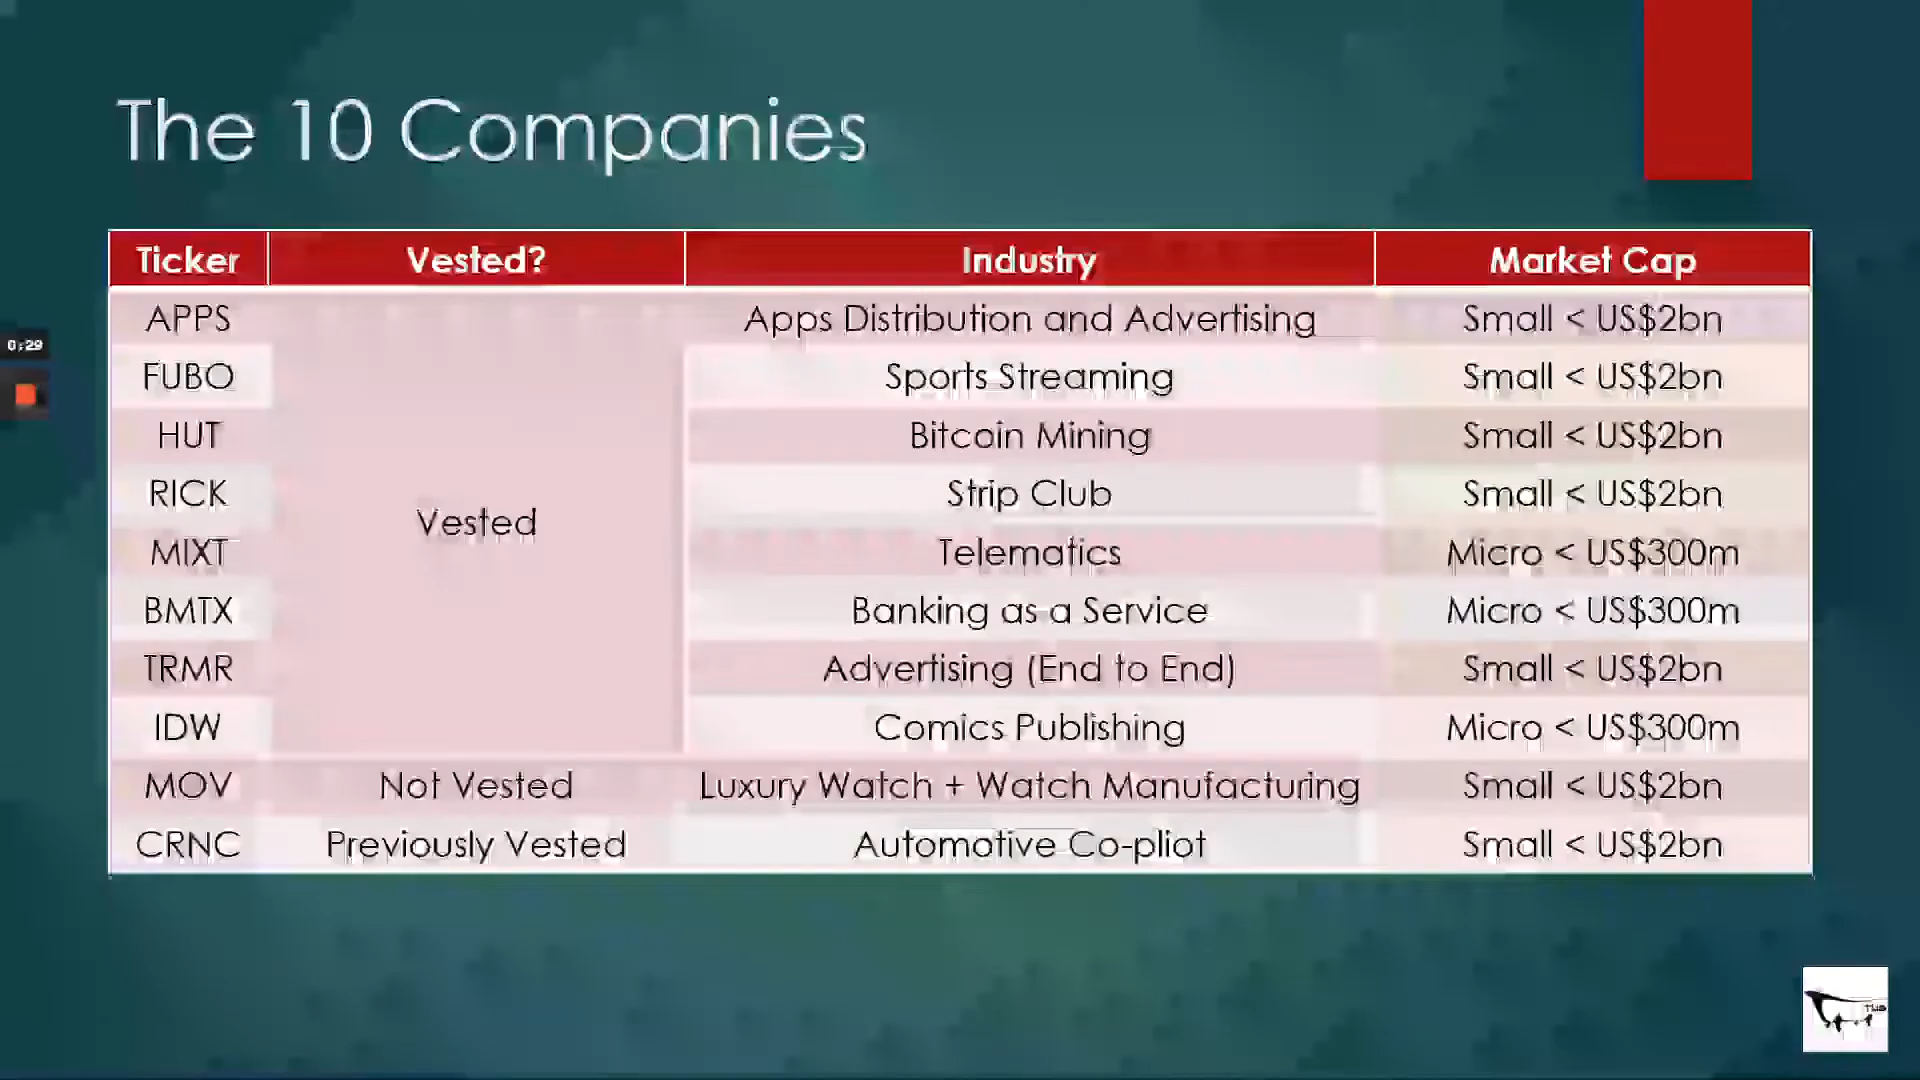 The 10 Companies
Ticker Vested? Industry Market Cap
APPS Apps Distribution and Advertising Small < US$2bn
FUBO Sports Streaming Small < US$2bn
HUT Bitcoin Mining Small < US$2bn
RICK Strip Club Small < US$2bn
Vested
MIXT Telematics Micro < US$300m
BMTX Banking as a Service Micro < US$300m
TRMR Advertising (End to End) Small < US$2bn
IDW Comics Publishing Micro < US$300m
MOV Not Vested Luxury Watch + Watch Manufacturing Small < US$2bn
CRNC Previously Vested Automotive Co-pliot Small < US$2bn
0:29